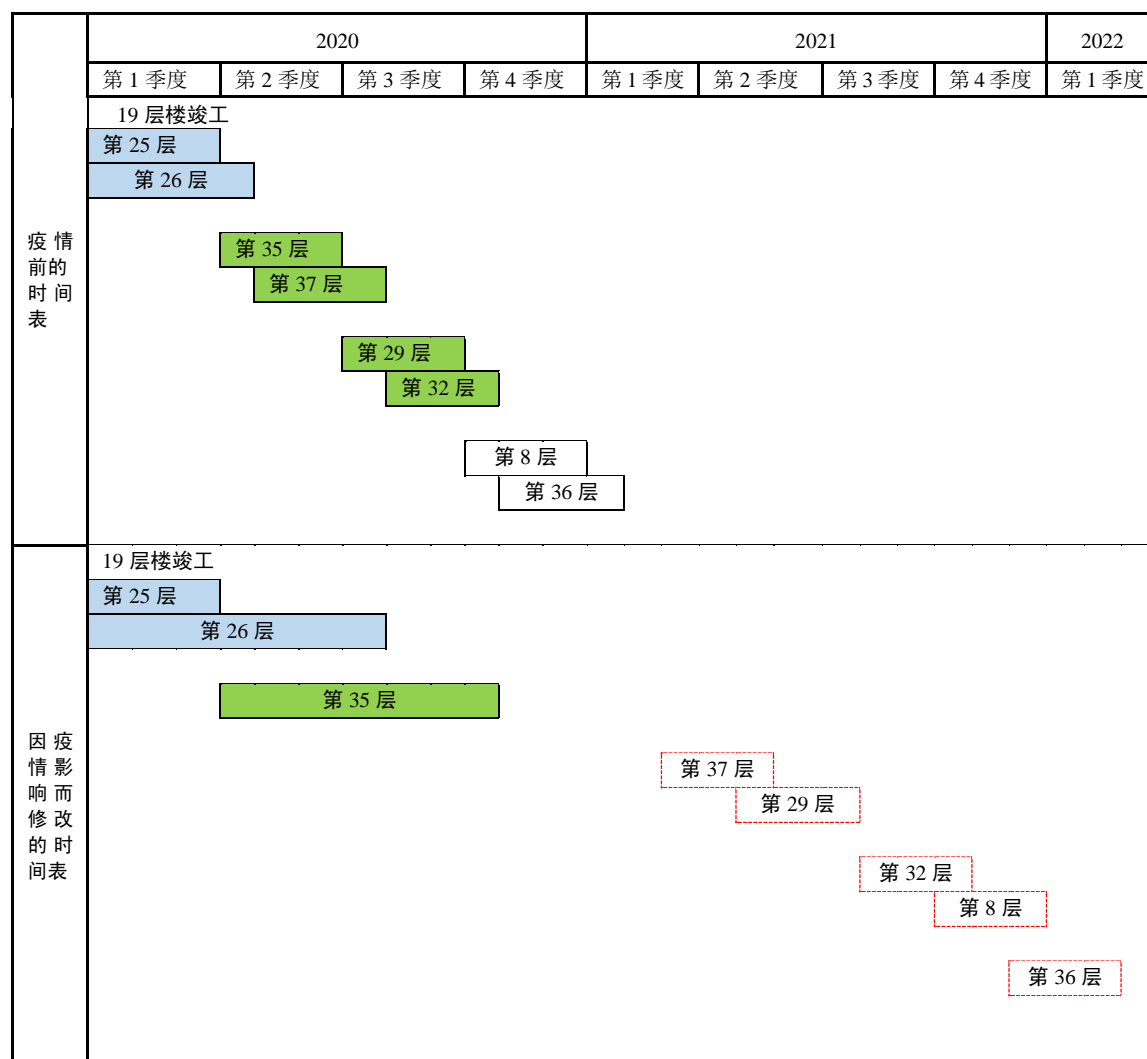 2020 2021 2022
第 1 季度 第 2 季度 第 3 季度 第 4 季度 第 1 季度 第 2 季度 第 3 季度 第 4 季度 第 1 季度
疫 情
前的
时 间
表
19 层楼竣工
第 25 层
第 26 层
第 35 层
第 37 层
第 29 层
第 32 层
第 8 层
第 36 层
因 疫
情 影
响 而
修 改
的 时
间表
19 层楼竣工
第 25 层
第 26 层
第 35 层
第 37 层
第 29 层
第 32 层
第 8 层
第 36 层